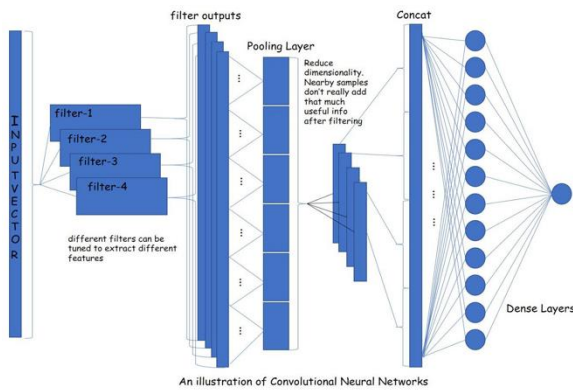 filter outputs
Concat
Pooling Layer
Reduce
dimensionality.
Nearby samples
don't really add
that much
useful info
after filtering
INPUTVECTOR
filter-1
filter-2
filter-3
filter-4
different filters can be
tuned to extract different
features
Dense Layers
An illustration of Convolutional Neural Networks